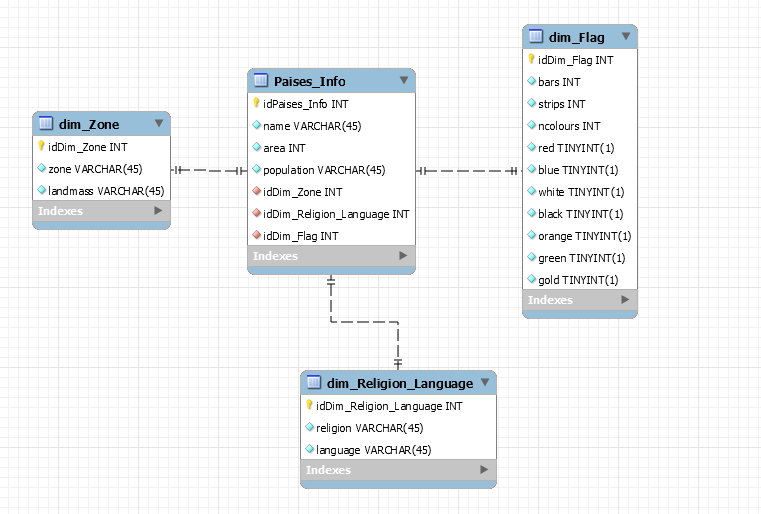 dim_Zone
idDim_Zone INT
zone VARCHAR(45)
landmass VARCHAR(45)
Indexes
Paises_Info
idPaises_Info INT
name VARCHAR(45)
area INT
population VARCHAR(45)
idDim_Zone INT
idDim_Religion_Language INT
idDim_Flag INT
Indexes
dim_Flag
idDim_Flag INT
bars INT
strips INT
ncolours INT
red TINYINT(1)
blue TINYINT(1)
white TINYINT(1)
black TINYINT(1)
orange TINYINT(1)
green TINYINT(1)
gold TINYINT(1)
Indexes
dim_Religion_Language
idDim_Religion_Language INT
religion VARCHAR(45)
language VARCHAR(45)
Indexes